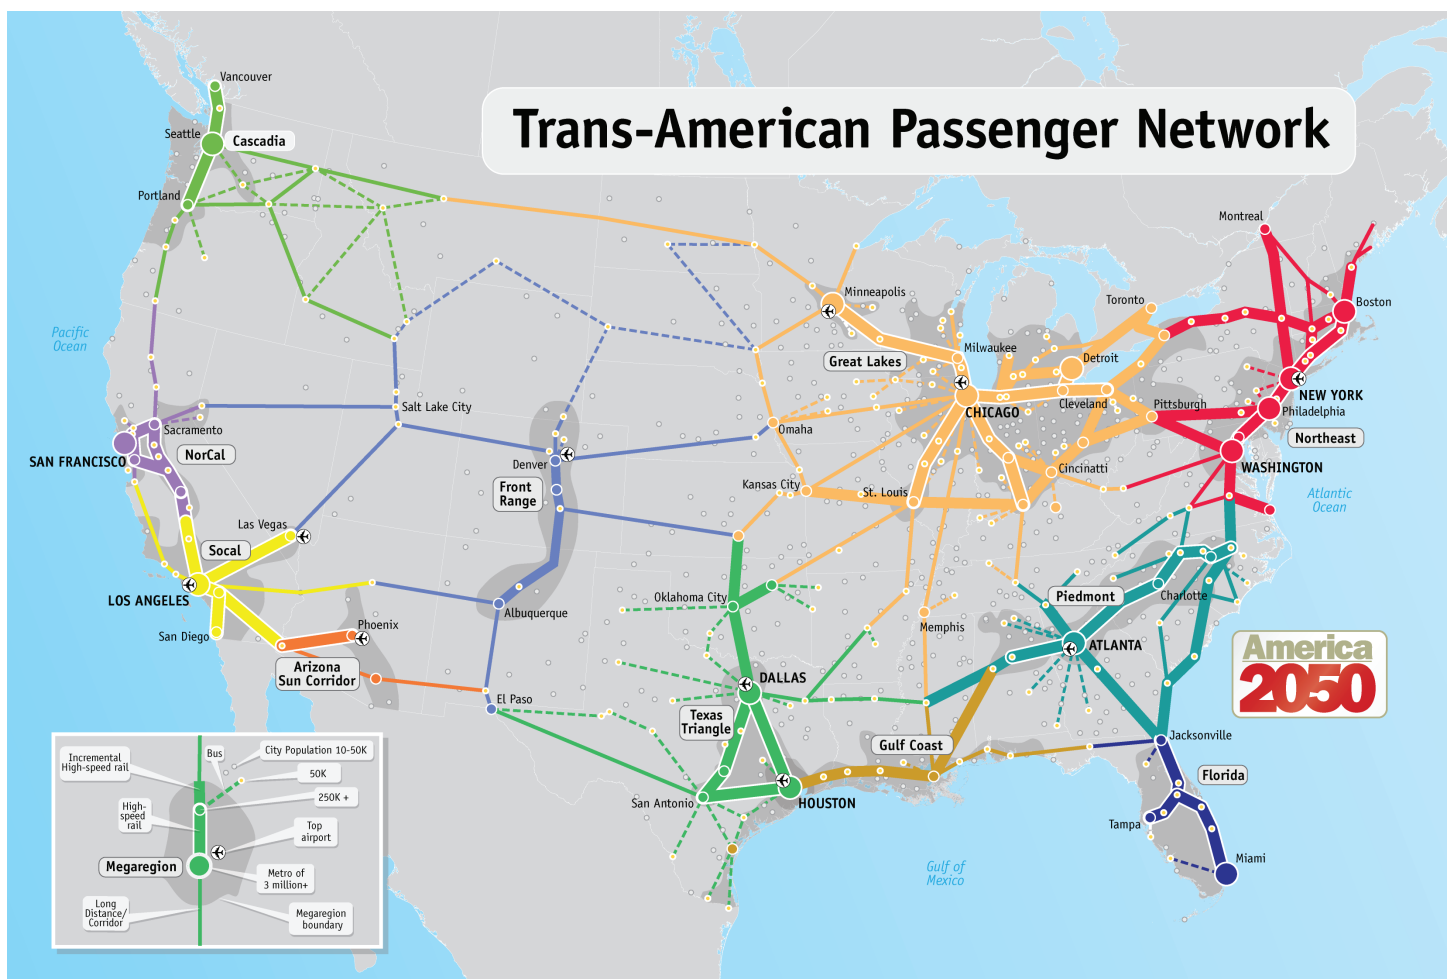 Trans-American Passenger Network
Vancouver
Seattle
Cascadia
Portland
Montreal
Toronto
Boston
Minneapolis
Great Lakes
Milwaukee
Detroit
Pacific
Ocean
NEW YORK
Salt Lake City
CHICAGO
Cleveland
Pittsburgh
Philadelphia
Sacramento
Omaha
Northeast
SAN FRANCISCO
NorCal
Denver
Cincinatti
WASHINGTON
Front
Range
Kansas City
St. Louis
Atlantic
Ocean
Las Vegas
Socal
LOS ANGELES
Albuquerque
Oklahoma City
Piedmont
Charlotte
San Diego
Phoenix
Memphis
ATLANTA
Arizona
Sun Corridor
DALLAS
America
2050
El Paso
Texas
Triangle
Gulf Coast
Jacksonville
Florida
San Antonio
HOUSTON
Tampa
Miami
Gulf of
Mexico
Incremental
High-speed rail
Bus
City Population 10-50K
50K
250K +
High-
speed
rail
Top
airport
Megaregion
Metro of
3 million+
Long
Distance/
Corridor
Megaregion
boundary